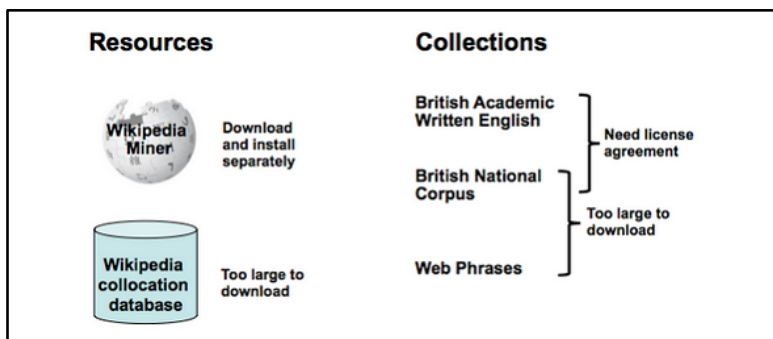 Resources
Wikipedia
Miner
Download
and install
separately
Wikipedia
collocation
database
Too large to
download
Collections
British Academic
Written English
British National
Corpus
Web Phrases
Need license
agreement
Too large to
download